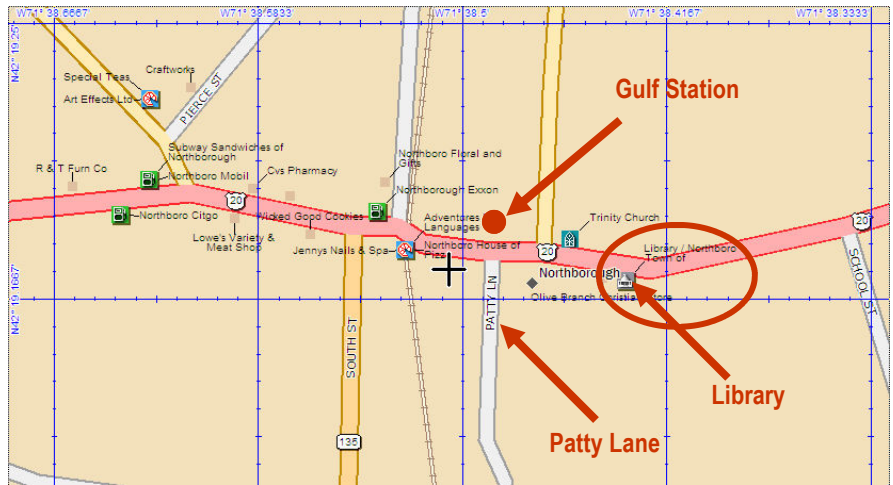 W71° 38.6667'
W71° 38.5833'
W71° 38.5'
W71° 38.4167'
W71° 38.3333'
N42° 19.25'
Craftworks
Special Teas
Art Effects Ltd
PIERCE ST
Gulf Station
Subway Sandwiches of
Northborough
R & T Furn Co
Northboro Mobil
Cvs Pharmacy
Northboro Floral and
Gifts
Northborough Exxon
20
Northboro Citgo
Wicked Good Cookies
Adventures
Languages
Trinity Church
20
Lowe's Variety &
Meat Shop
Jennys Nails & Spa
Northboro House of
Pizz
20
Library / Northboro
Town of
Northborough
Olive Branch Christian Store
SCHOOL ST
N42° 19.1667'
PATTY LN
SOUTH ST
Library
Patty Lane
135